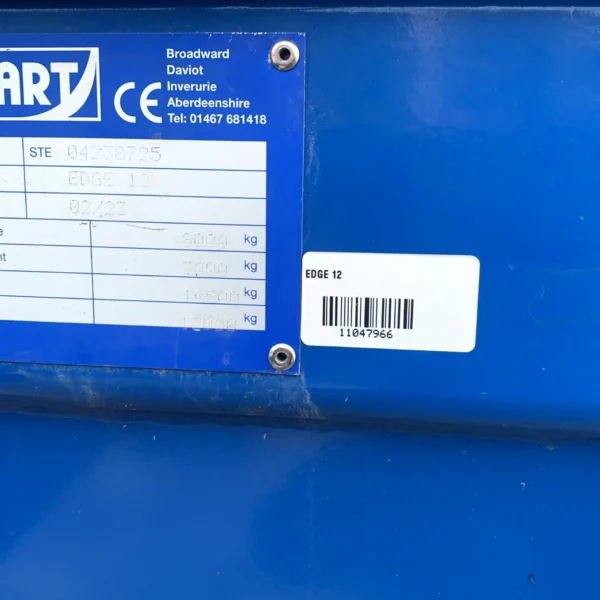 ART
CE
Broadward
Daviot
Inverurie
Aberdeenshire
Tel: 01467 681418
STE 04238725
EDGE 12
02/23
e kg
nt kg
kg
kg
EDGE 12
11047966